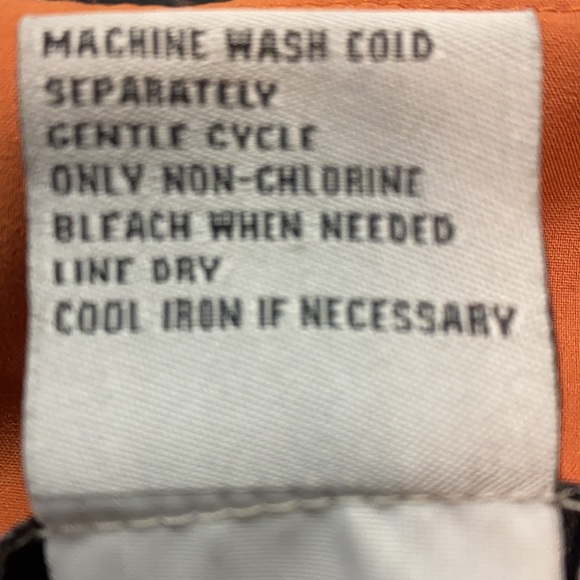 MACHINE WASH COLD
SEPARATELY
GENTLE CYCLE
ONLY NON-CHLORINE
BLEACH WHEN NEEDED
LINE DRY
COOL IRON IF NECESSARY